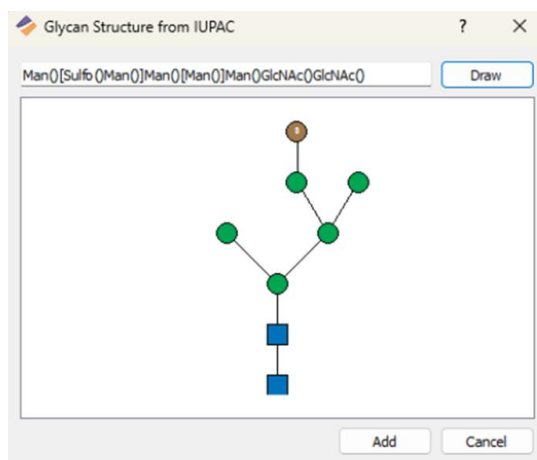 Glycan Structure from IUPAC ?
Man()[Sulfo()Man()]Man()[Man()]Man()GlcNAc()GlcNAc() Draw
S
Add Cancel